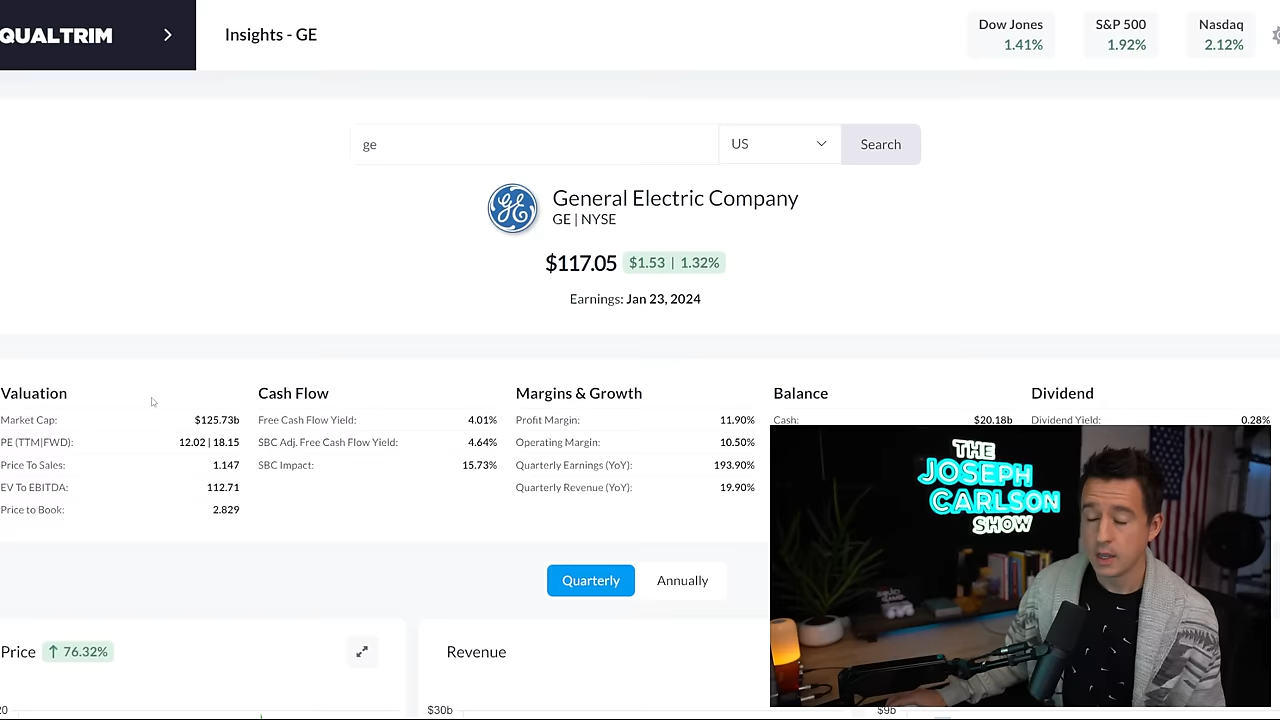 QUALTRIM
Insights - GE
Dow Jones
1.41%
S&P 500
1.92%
Nasdaq
2.12%
ge
US
Search
General Electric Company
GE | NYSE
$117.05 $1.53 | 1.32%
Earnings: Jan 23, 2024
Valuation
Market Cap: $125.73b
PE (TTM|FWD): 12.02 | 18.15
Price To Sales: 1.147
EV To EBITDA: 112.71
Price to Book: 2.829
Cash Flow
Free Cash Flow Yield: 4.01%
SBC Adj. Free Cash Flow Yield: 4.64%
SBC Impact: 15.73%
Margins & Growth
Profit Margin: 11.90%
Operating Margin: 10.50%
Quarterly Earnings (YoY): 193.90%
Quarterly Revenue (YoY): 19.90%
Balance
Cash: $20.18b
Dividend
Dividend Yield: 0.28%
THE
JOSEPH
CARLSON
SHOW
Quarterly
Annually
Price ↑ 76.32%
Revenue
20
$30b
$9b